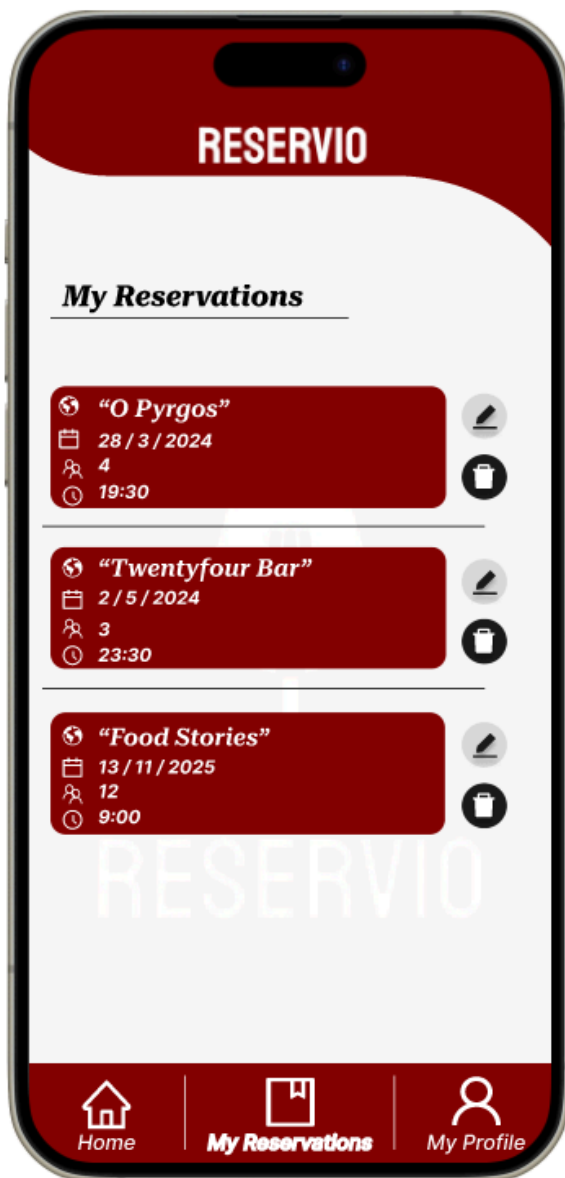 RESERVIO
My Reservations
“O Pyrgos”
28 / 3 / 2024
4
19:30
“Twentyfour Bar”
2 / 5 / 2024
3
23:30
“Food Stories”
13 / 11 / 2025
12
9:00
RESERVIO
Home
My Reservations
My Profile